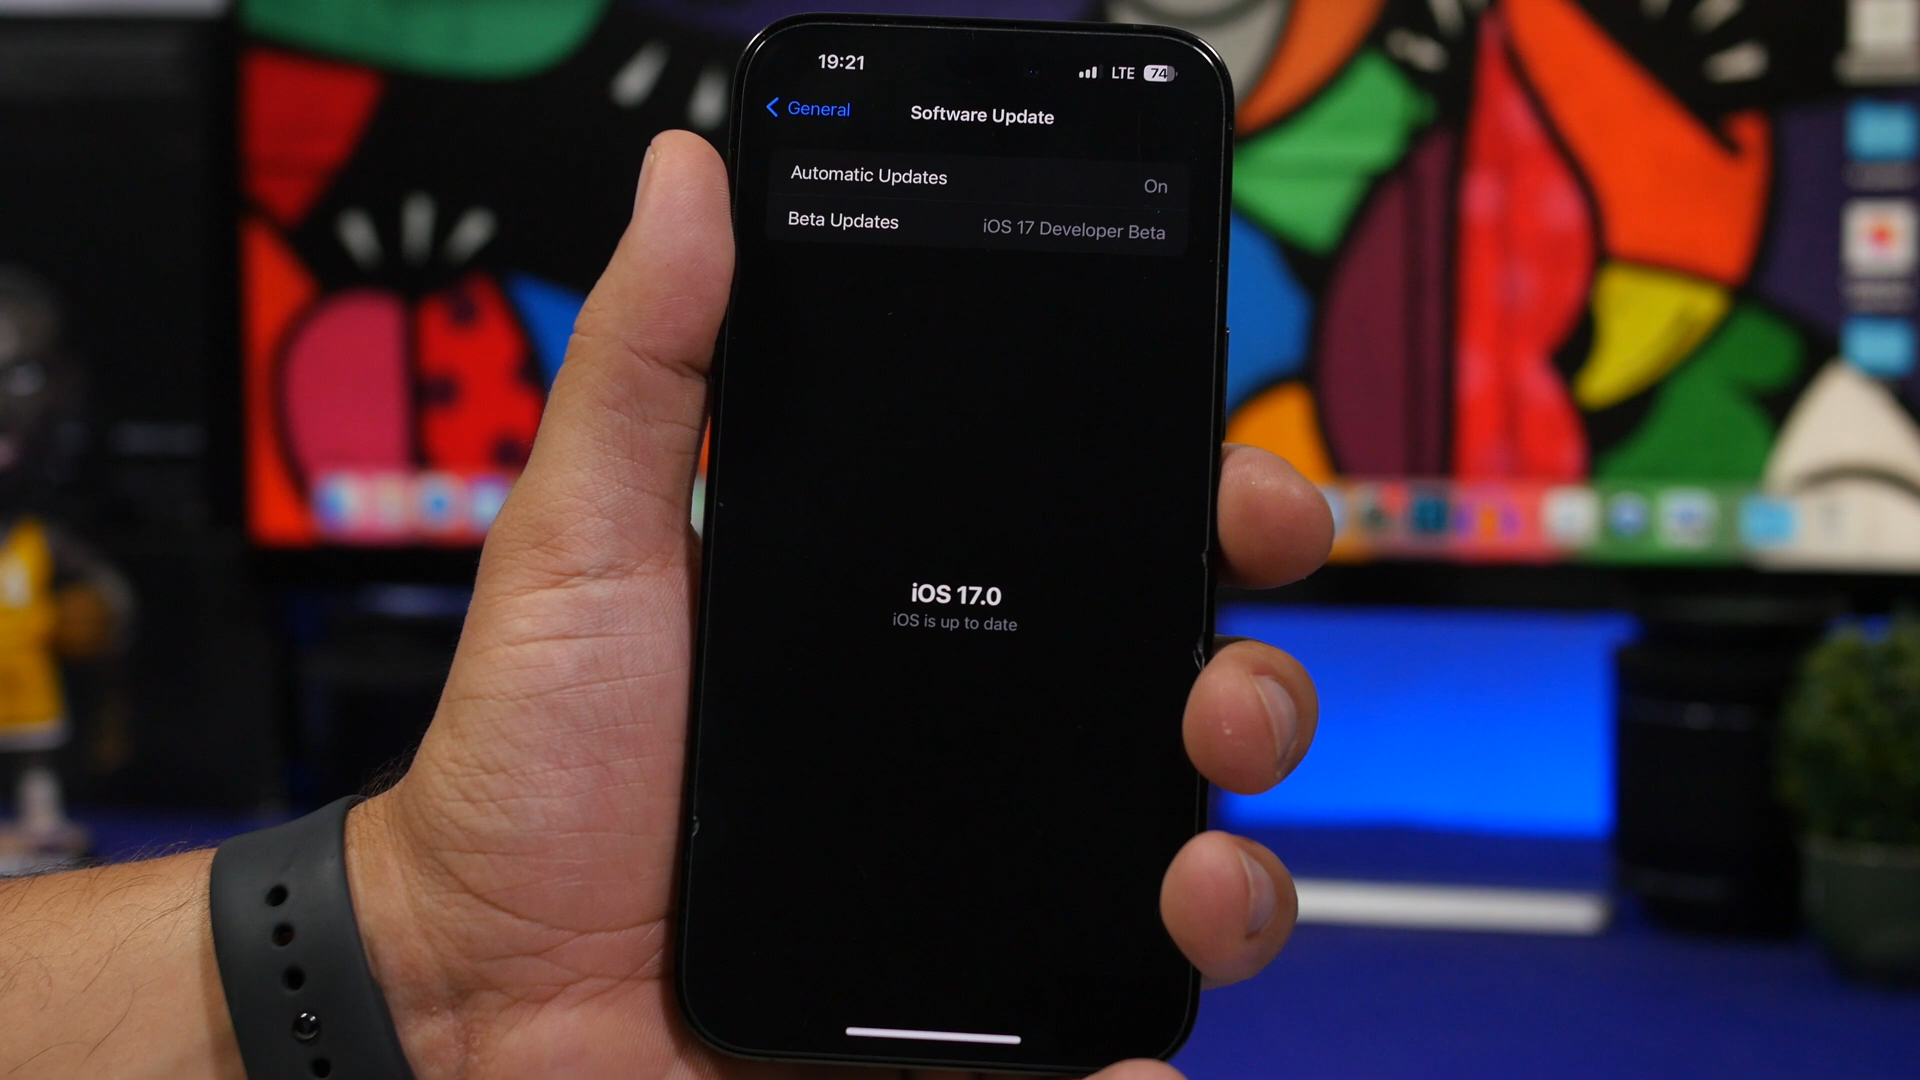 19:21
LTE 74
General
Software Update
Automatic Updates On
Beta Updates iOS 17 Developer Beta
iOS 17.0
iOS is up to date